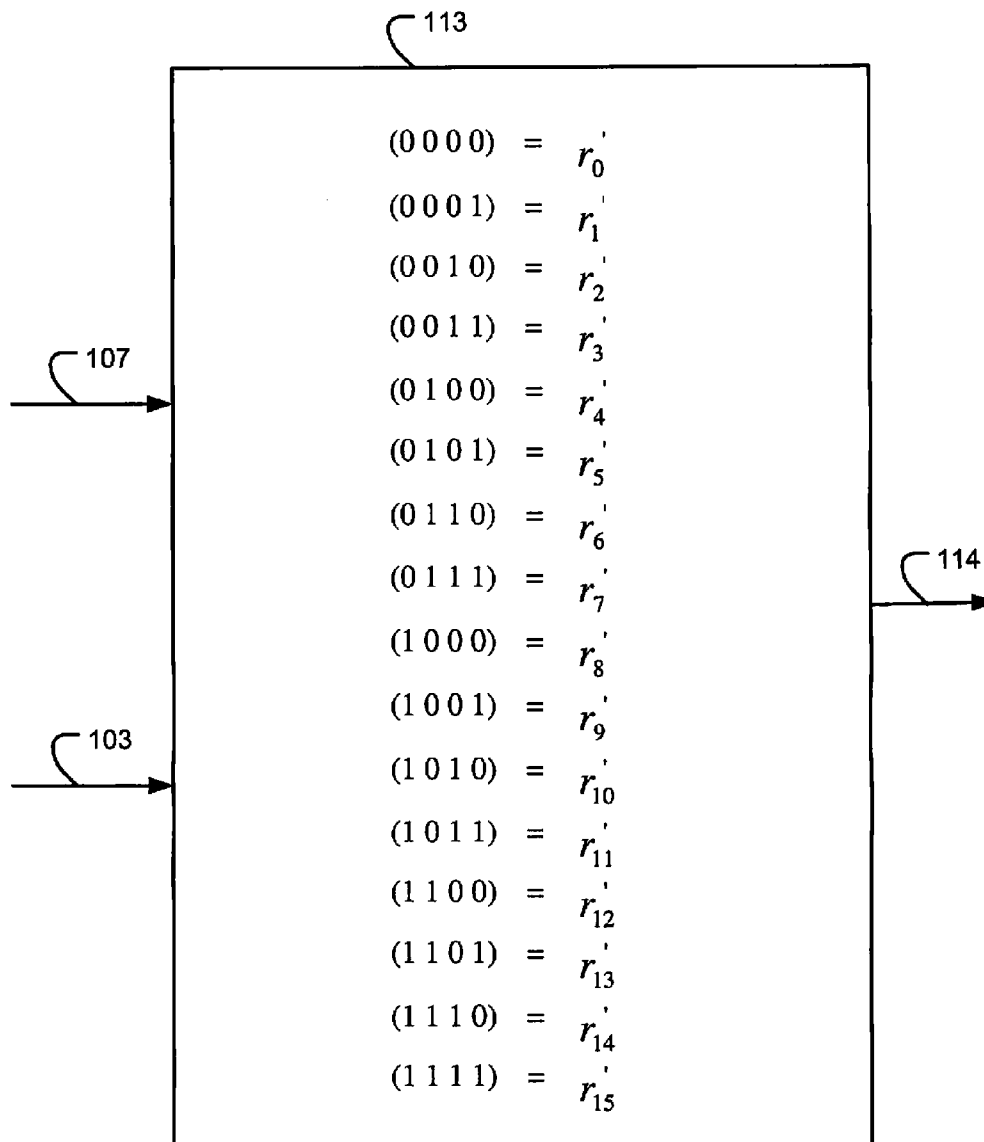 113
(0 0 0 0) = r₀'
(0 0 0 1) = r₁'
(0 0 1 0) = r₂'
(0 0 1 1) = r₃'
107
(0 1 0 0) = r₄'
(0 1 0 1) = r₅'
(0 1 1 0) = r₆'
114
(0 1 1 1) = r₇'
(1 0 0 0) = r₈'
(1 0 0 1) = r₉'
103
(1 0 1 0) = r₁₀'
(1 0 1 1) = r₁₁'
(1 1 0 0) = r₁₂'
(1 1 0 1) = r₁₃'
(1 1 1 0) = r₁₄'
(1 1 1 1) = r₁₅'